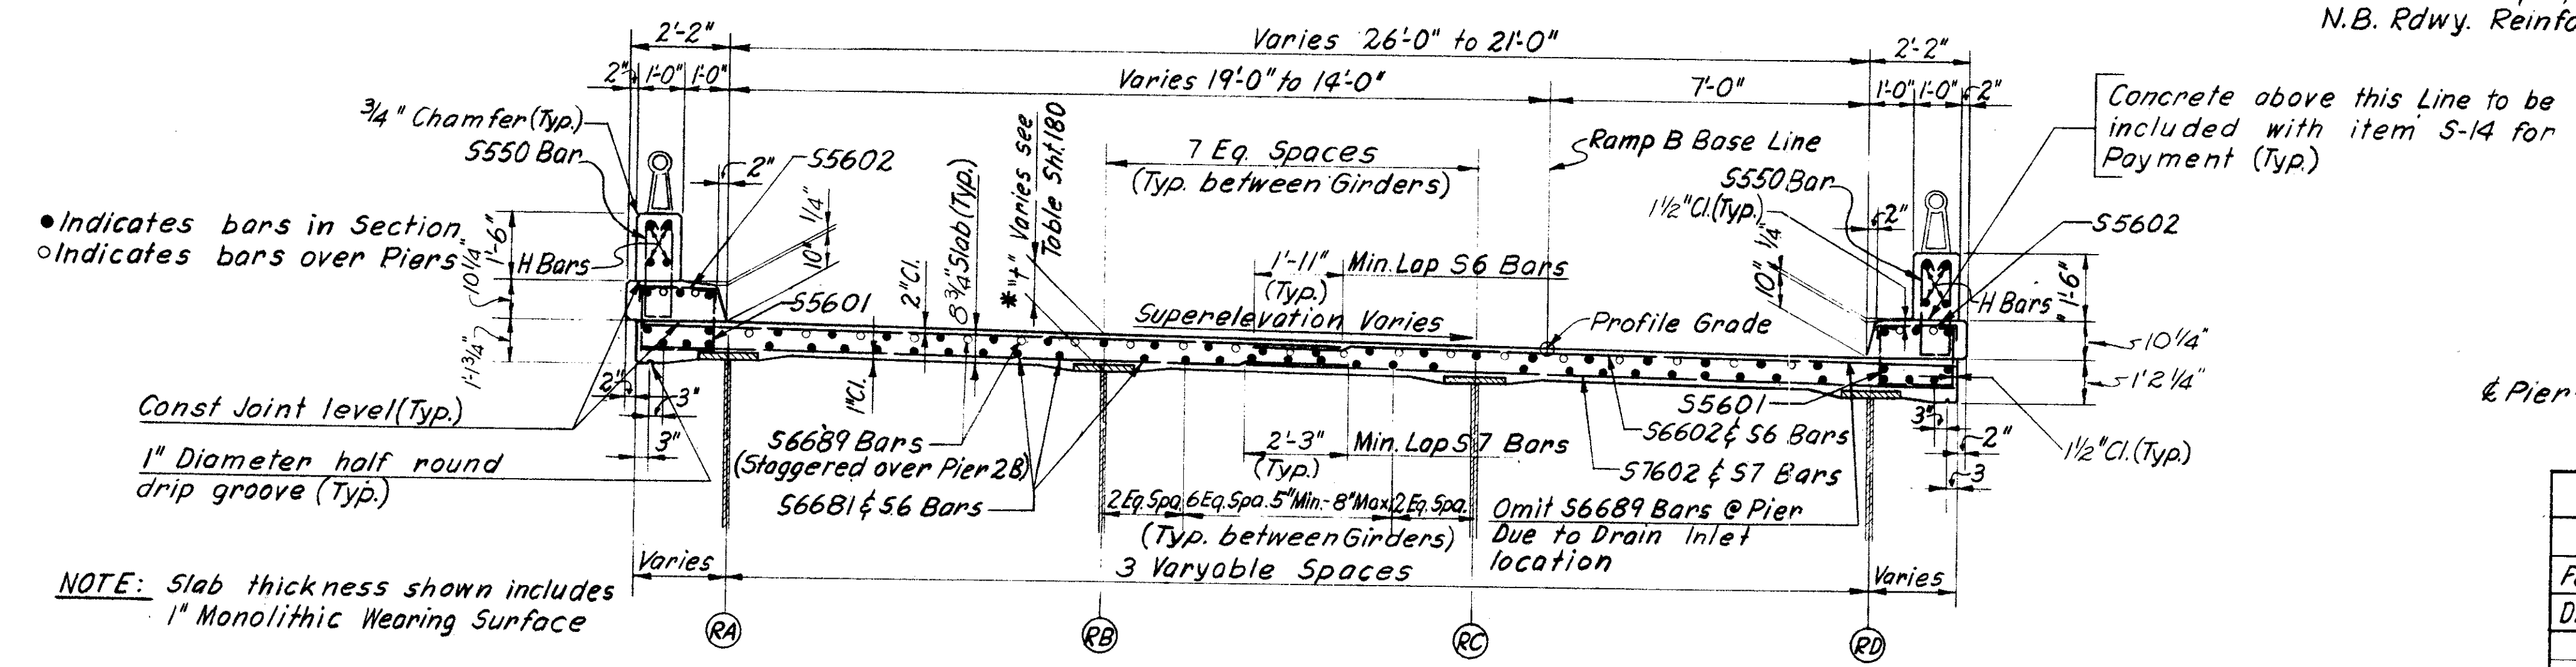 N.B. Rdwy. Reinfo
2'-2"
Varies 26'-0" to 21'-0"
2'-2"
2" 1'-0" 1'-0"
Varies 19'-0" to 14'-0"
7'-0"
1'-0" 1'-0" 2"
3/4" Chamfer (Typ.)
S550 Bar
2"
S5602
8 3/4" Slab (Typ.)
*"t" Varies see
Table Sht. 180
7 Eq. Spaces
(Typ. between Girders)
Ramp B Base Line
S550 Bar
1 1/2" Cl. (Typ.)
2"
Concrete above this Line to be
included with item S-14 for
Payment (Typ.)
S5602
● Indicates bars in Section
○ Indicates bars over Piers
1'-6"
10 1/4"
1'-1 3/4"
H Bars
1/4"
10"
S5601
2" Cl.
1'-11" Min. Lap S6 Bars
(Typ.)
Superelevation Varies
Profile Grade
1/4"
10"
H Bars
1'-6"
10 1/4"
1'2 1/4"
2"
3"
3"
1" Cl.
Const Joint level (Typ.)
1" Diameter half round
drip groove (Typ.)
S6689 Bars
(Staggered over Pier 2B)
S6681 & S6 Bars
2'-3" Min. Lap S7 Bars
(Typ.)
2 Eq. Spa. 6 Eq. Spa. 5" Min.-8" Max. 2 Eq. Spa.
(Typ. between Girders)
3 Varyable Spaces
S5601
S6602 & S6 Bars
S7602 & S7 Bars
Omit S6689 Bars @ Pier
Due to Drain Inlet
location
3"
2"
3
1 1/2" Cl. (Typ.)
℄ Pier
Varies
Varies
NOTE: Slab thickness shown includes
1" Monolithic Wearing Surface
RA
RB
RC
RD